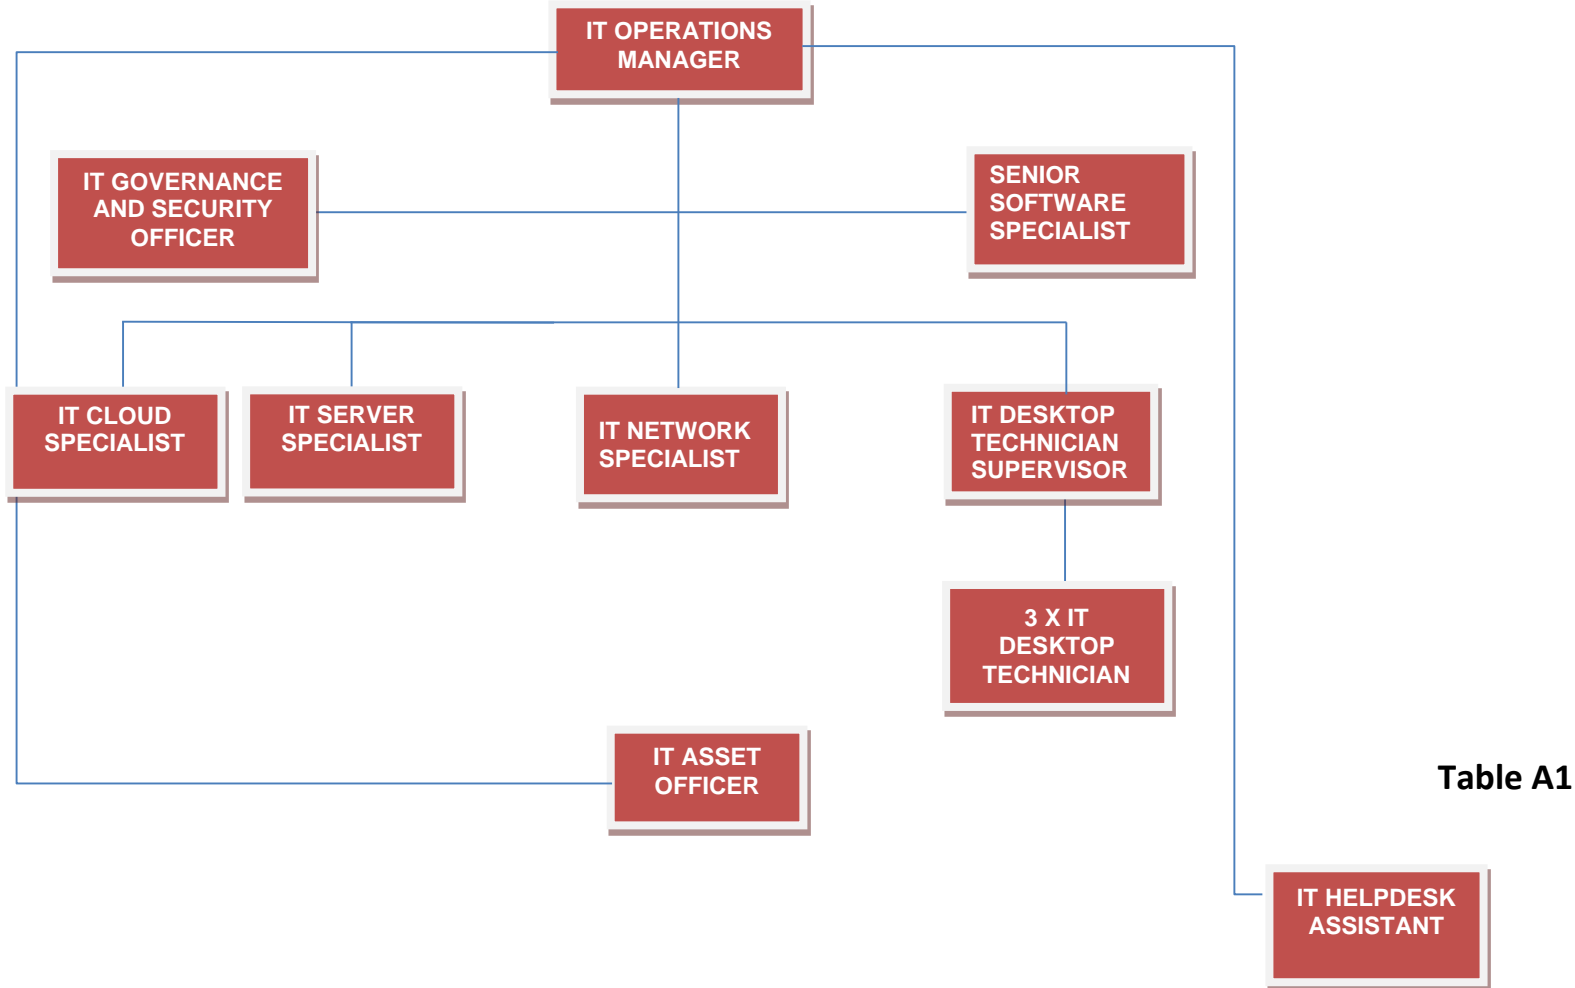 IT OPERATIONS
MANAGER
IT GOVERNANCE
AND SECURITY
OFFICER
SENIOR
SOFTWARE
SPECIALIST
IT CLOUD
SPECIALIST
IT SERVER
SPECIALIST
IT NETWORK
SPECIALIST
IT DESKTOP
TECHNICIAN
SUPERVISOR
3 X IT
DESKTOP
TECHNICIAN
IT ASSET
OFFICER
Table A1
IT HELPDESK
ASSISTANT